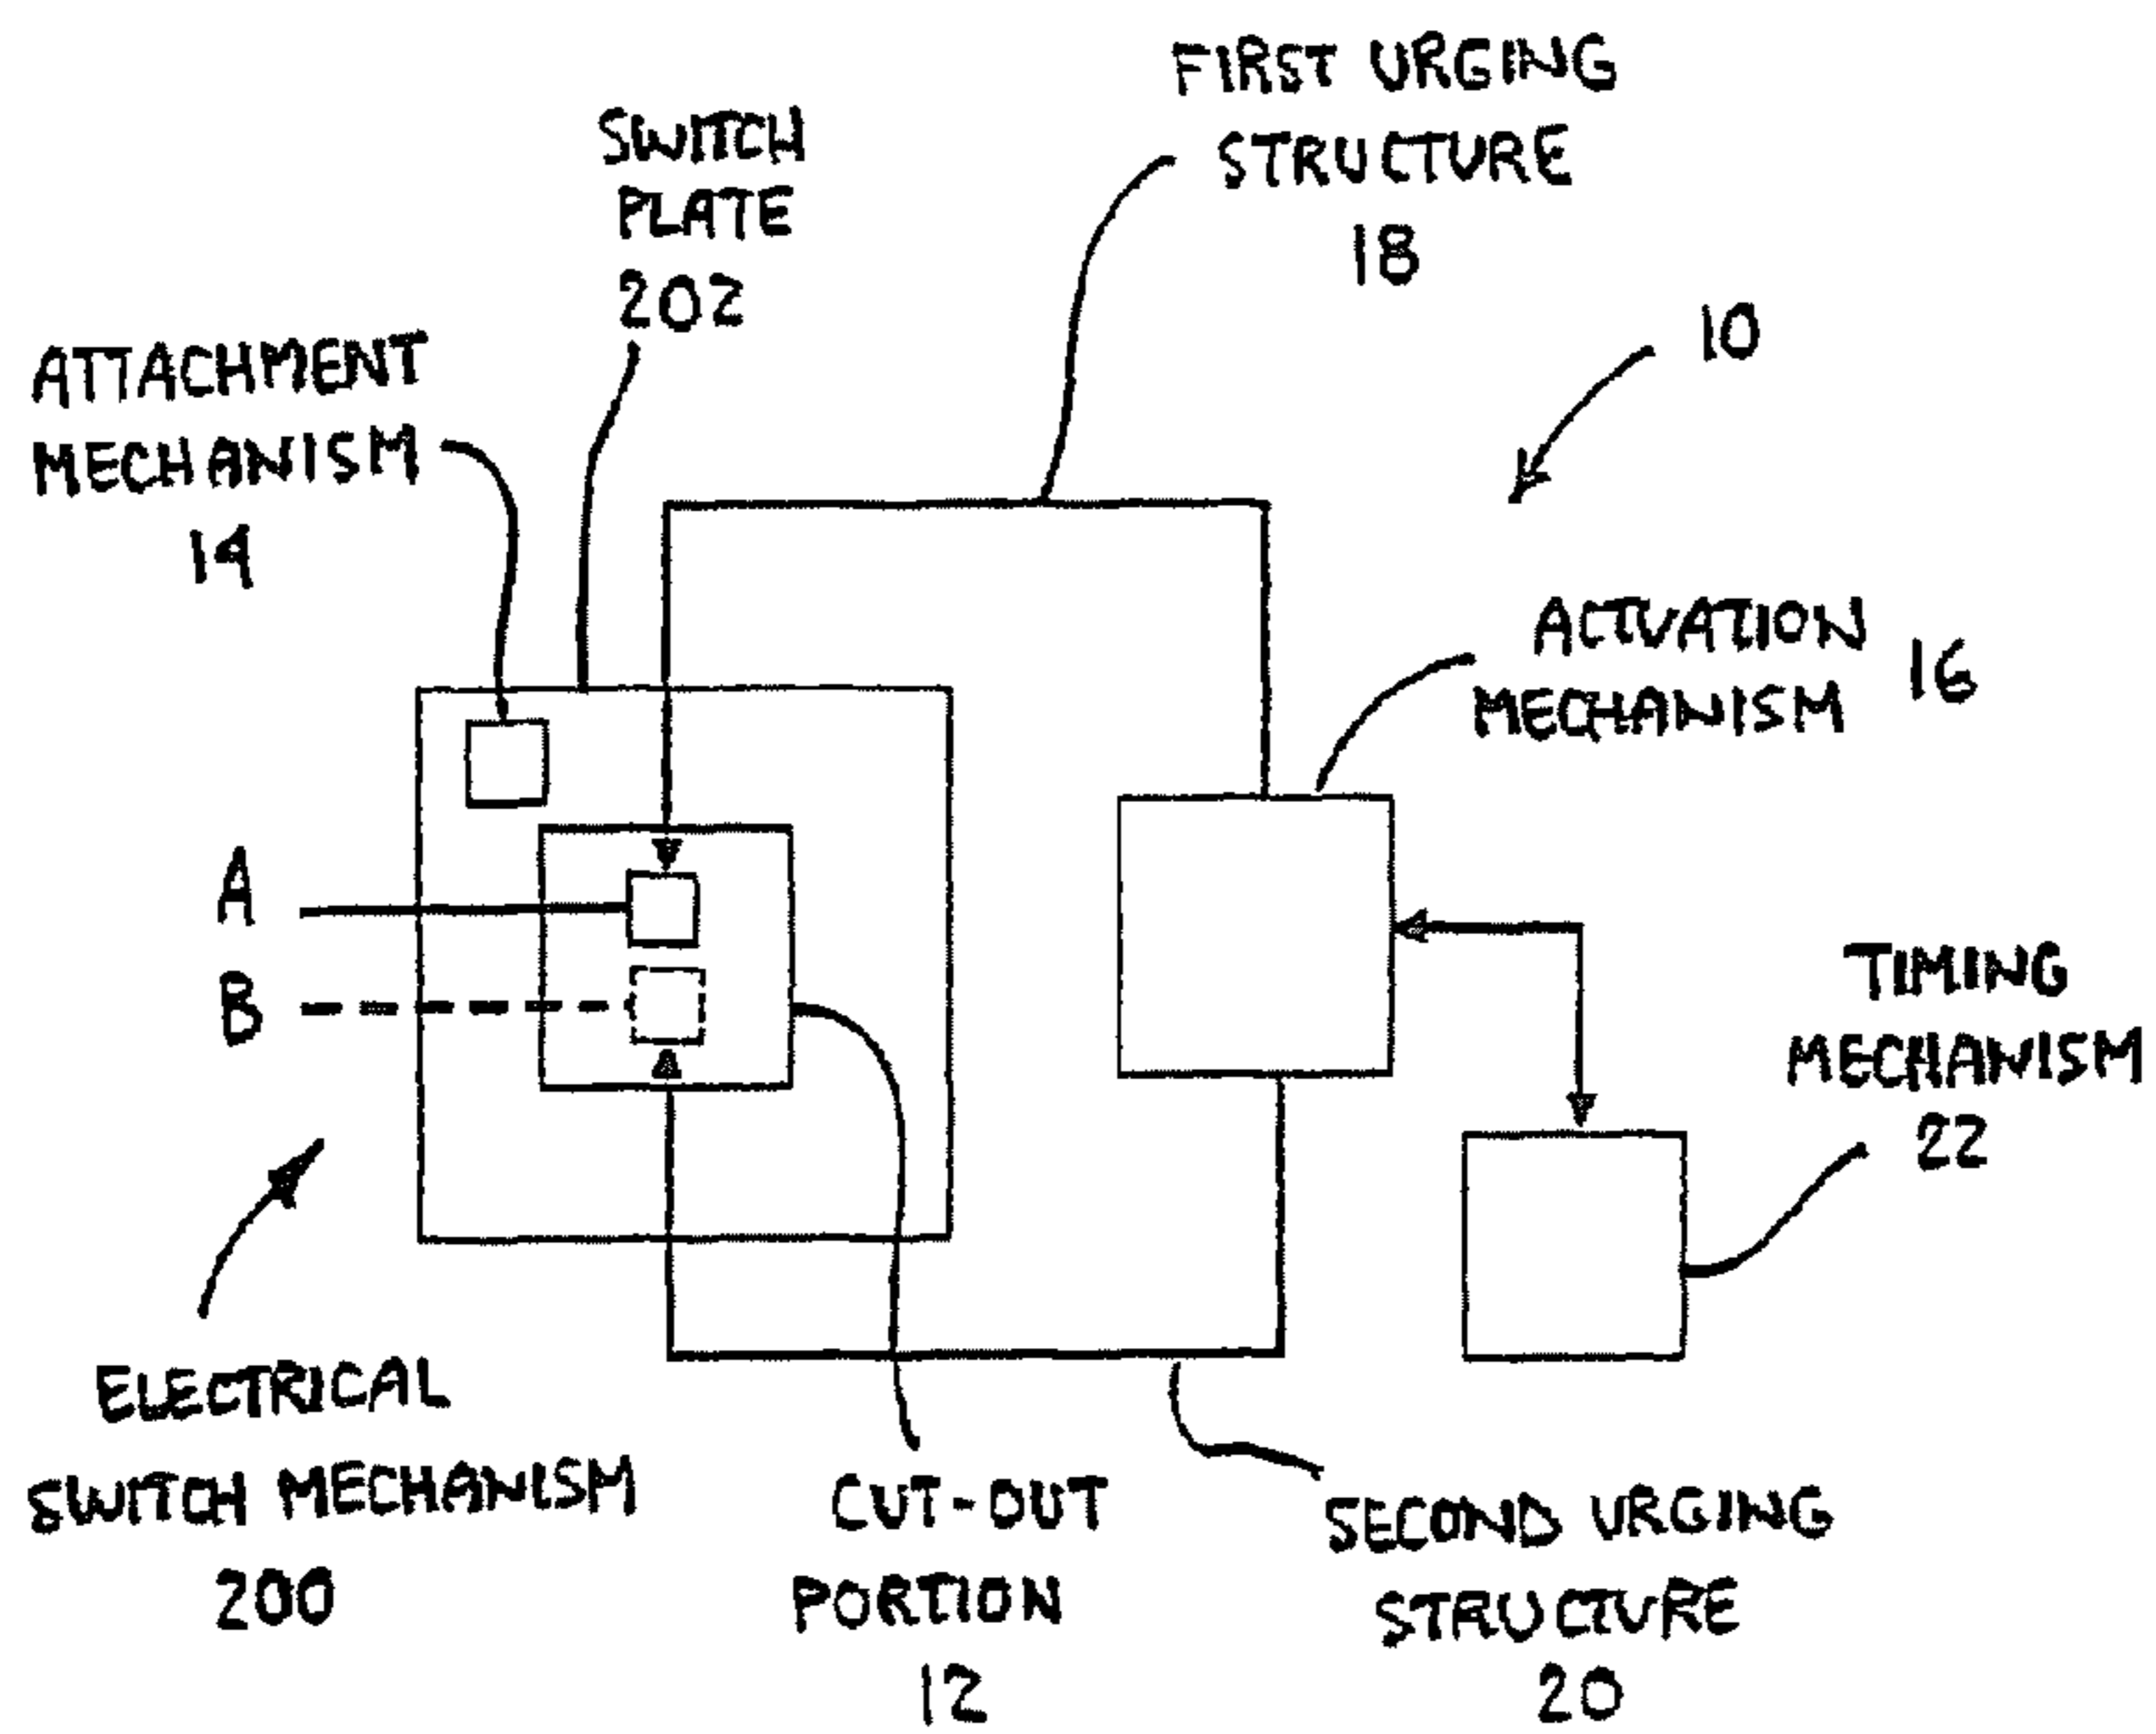 FIRST URGING
STRUCTURE
18
SWITCH
PLATE
202
10
ATTACHMENT
MECHANISM
14
ACTUATION
MECHANISM
16
A
B
TIMING
MECHANISM
22
ELECTRICAL
SWITCH MECHANISM
200
CUT-OUT
PORTION
12
SECOND URGING
STRUCTURE
20